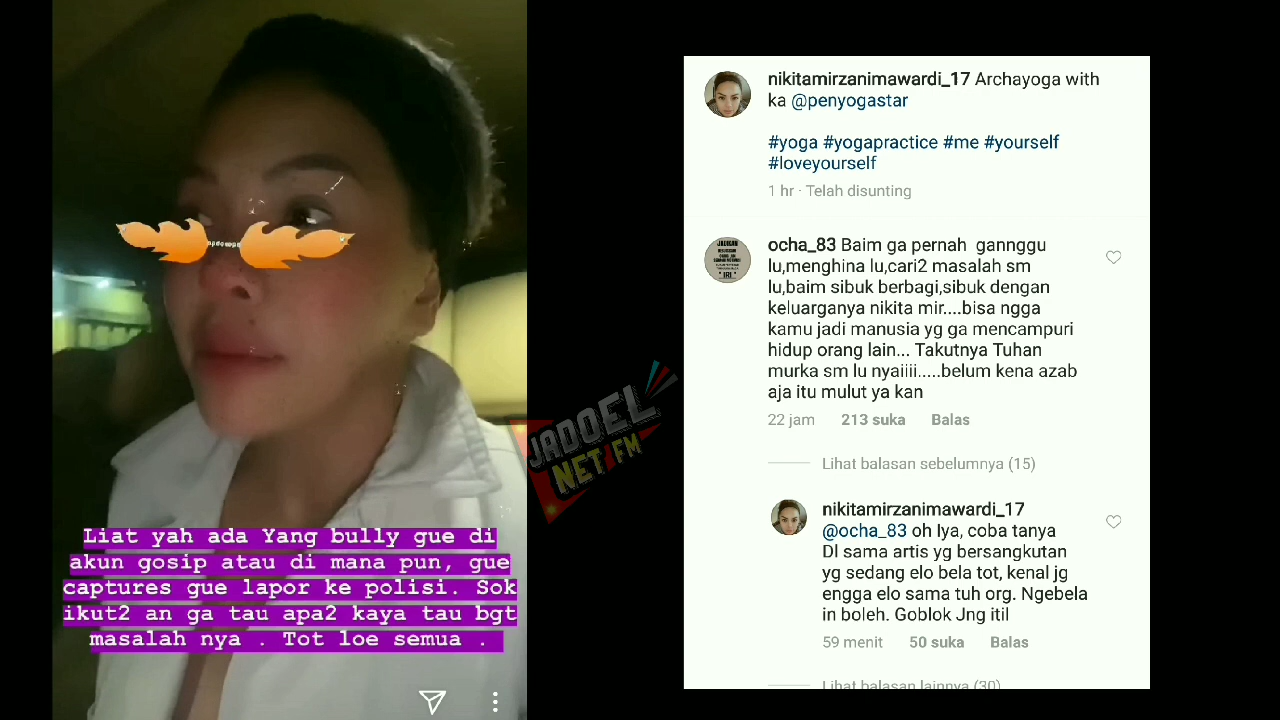 Liat yah ada Yang bully gue di
akun gosip atau di mana pun, gue
captures gue lapor ke polisi. Sok
ikut2 an ga tau apa2 kaya tau bgt
masalah nya . Tot loe semua .
JADOEL
NET FM
nikitamirzanimawardi_17 Archayoga with
ka @penyogastar
#yoga #yogapractice #me #yourself
#loveyourself
1 hr · Telah disunting
ocha_83 Baim ga pernah gannggu
lu,menghina lu,cari2 masalah sm
lu,baim sibuk berbagi,sibuk dengan
keluarganya nikita mir....bisa ngga
kamu jadi manusia yg ga mencampuri
hidup orang lain... Takutnya Tuhan
murka sm lu nyaiiii.....belum kena azab
aja itu mulut ya kan
22 jam 213 suka Balas
Lihat balasan sebelumnya (15)
nikitamirzanimawardi_17
@ocha_83 oh Iya, coba tanya
Dl sama artis yg bersangkutan
yg sedang elo bela tot, kenal jg
engga elo sama tuh org. Ngebela
in boleh. Goblok Jng itil
59 menit 50 suka Balas
Lihat balasan lainnya (30)